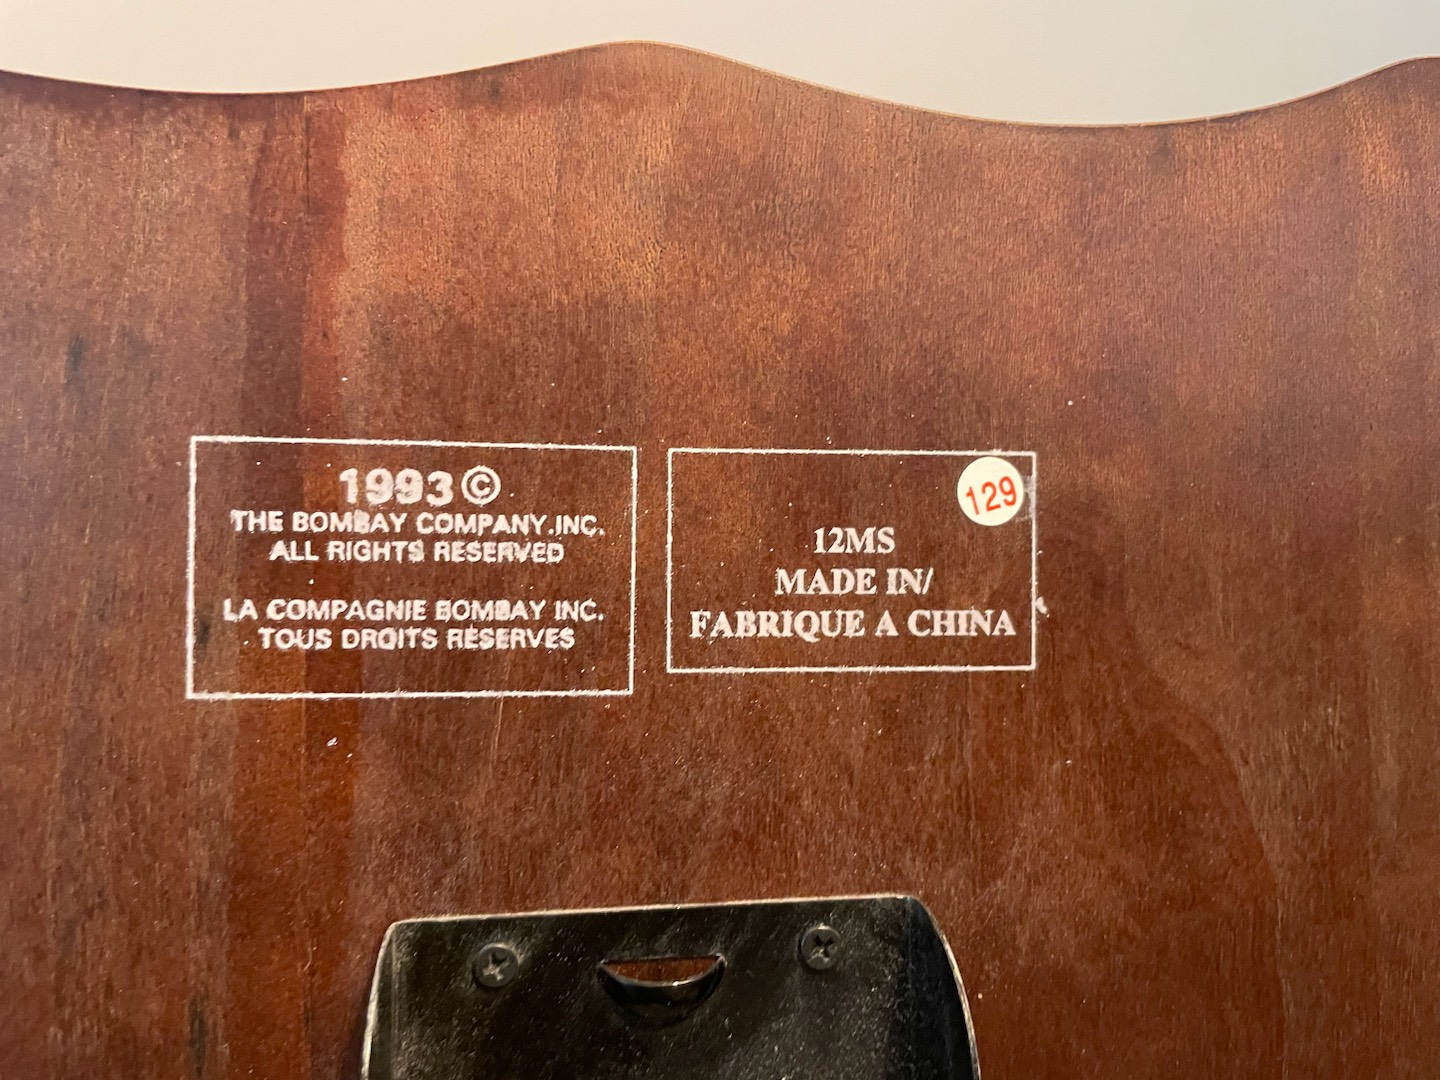 1993 ©
THE BOMBAY COMPANY, INC.
ALL RIGHTS RESERVED
LA COMPAGNIE BOMBAY INC.
TOUS DROITS RESERVES
129
12MS
MADE IN/
FABRIQUE A CHINA